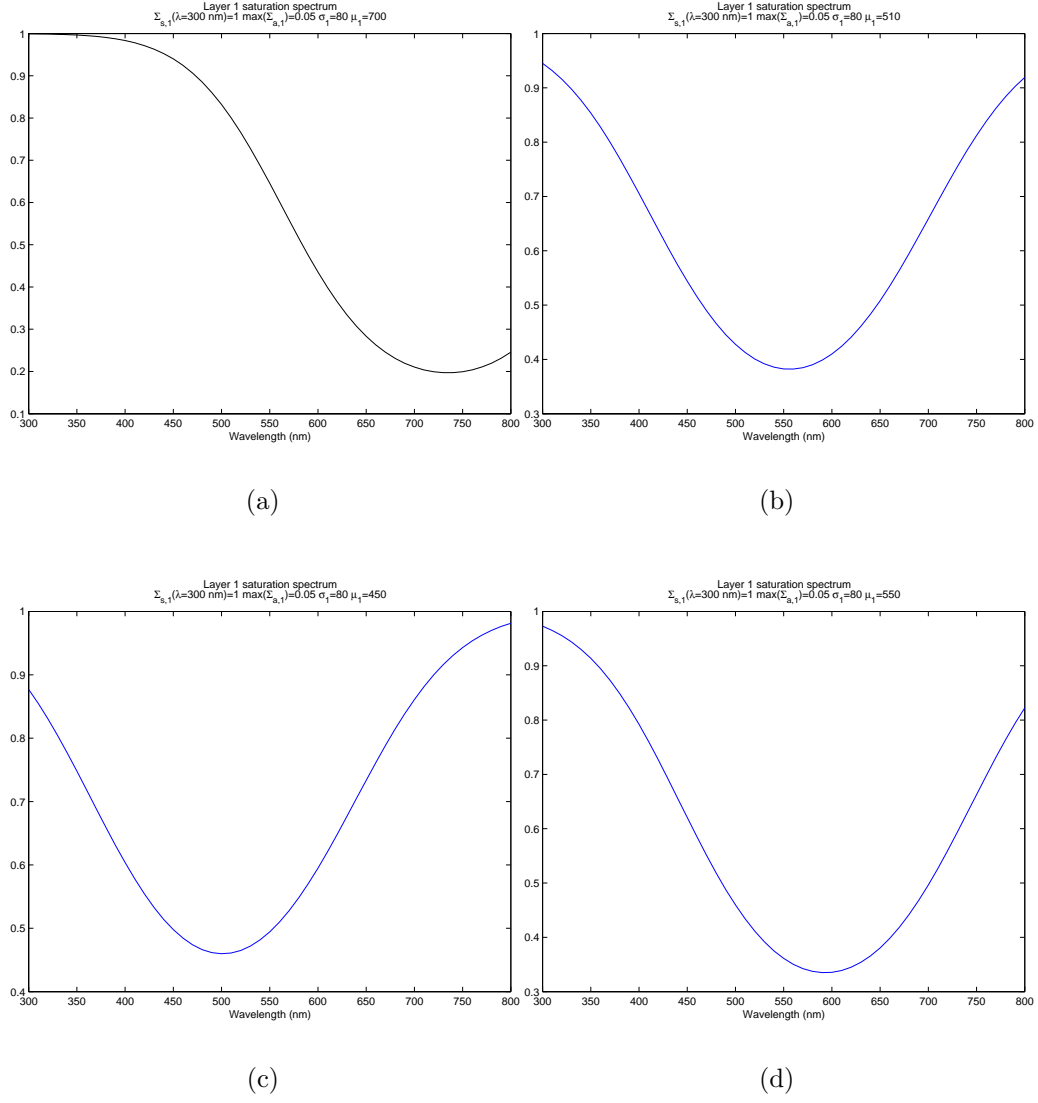 Layer 1 saturation spectrum
Σs,1(λ=300 nm)=1 max(Σa,1)=0.05 σ1=80 μ1=700
1
0.9
0.8
0.7
0.6
0.5
0.4
0.3
0.2
0.1
300 350 400 450 500 550 600 650 700 750 800
Wavelength (nm)
(a)
Layer 1 saturation spectrum
Σs,1(λ=300 nm)=1 max(Σa,1)=0.05 σ1=80 μ1=510
1
0.9
0.8
0.7
0.6
0.5
0.4
0.3
300 350 400 450 500 550 600 650 700 750 800
Wavelength (nm)
(b)
Layer 1 saturation spectrum
Σs,1(λ=300 nm)=1 max(Σa,1)=0.05 σ1=80 μ1=450
1
0.9
0.8
0.7
0.6
0.5
0.4
300 350 400 450 500 550 600 650 700 750 800
Wavelength (nm)
(c)
Layer 1 saturation spectrum
Σs,1(λ=300 nm)=1 max(Σa,1)=0.05 σ1=80 μ1=550
1
0.9
0.8
0.7
0.6
0.5
0.4
0.3
300 350 400 450 500 550 600 650 700 750 800
Wavelength (nm)
(d)